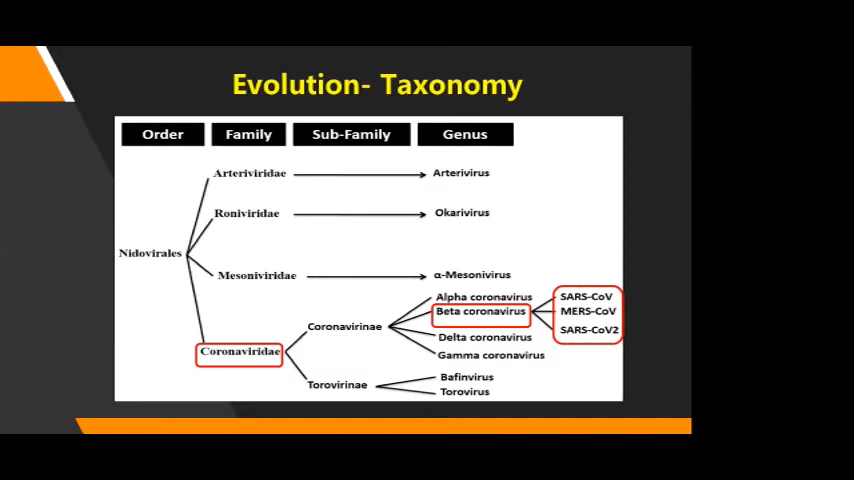 Evolution- Taxonomy
Order Family Sub-Family Genus
Arteriviridae Arterivirus
Roniviridae Okarivirus
Nidovirales
Mesoniviridae α-Mesonivirus
Alpha coronavirus SARS-CoV
Beta coronavirus MERS-CoV
Coronavirinae SARS-CoV2
Delta coronavirus
Coronaviridae Gamma coronavirus
Bafinvirus
Torovirinae
Torovirus